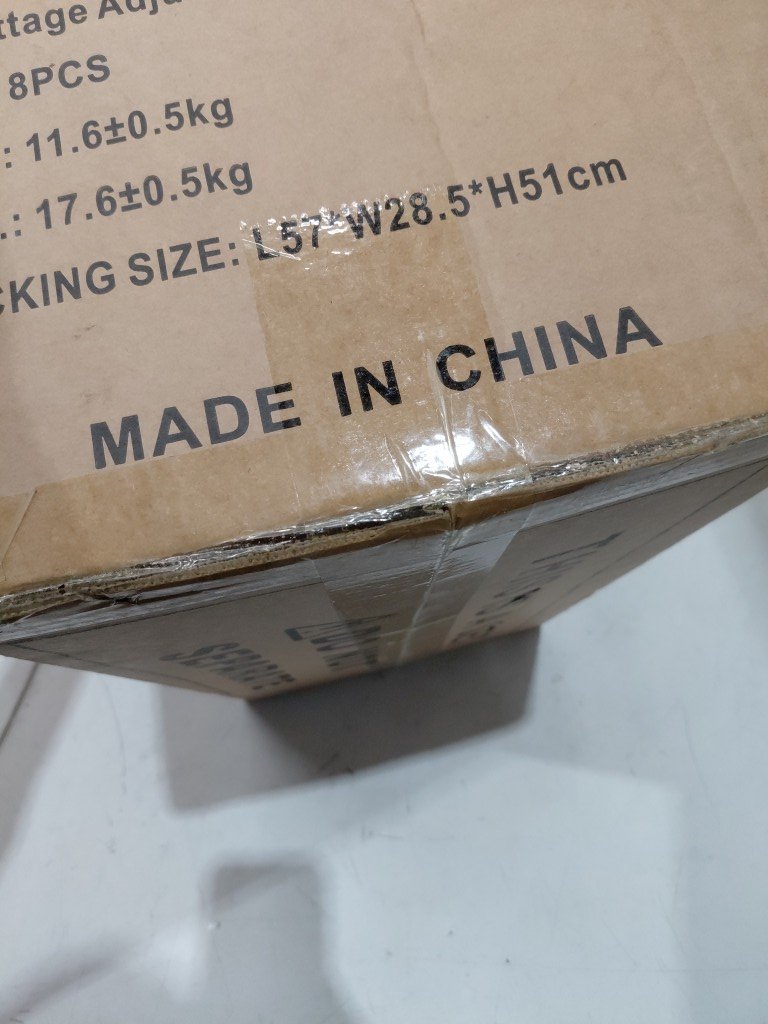 ttage Adju
8PCS
: 11.6±0.5kg
.: 17.6±0.5kg
CKING SIZE: L57*W28.5*H51cm
MADE IN CHINA